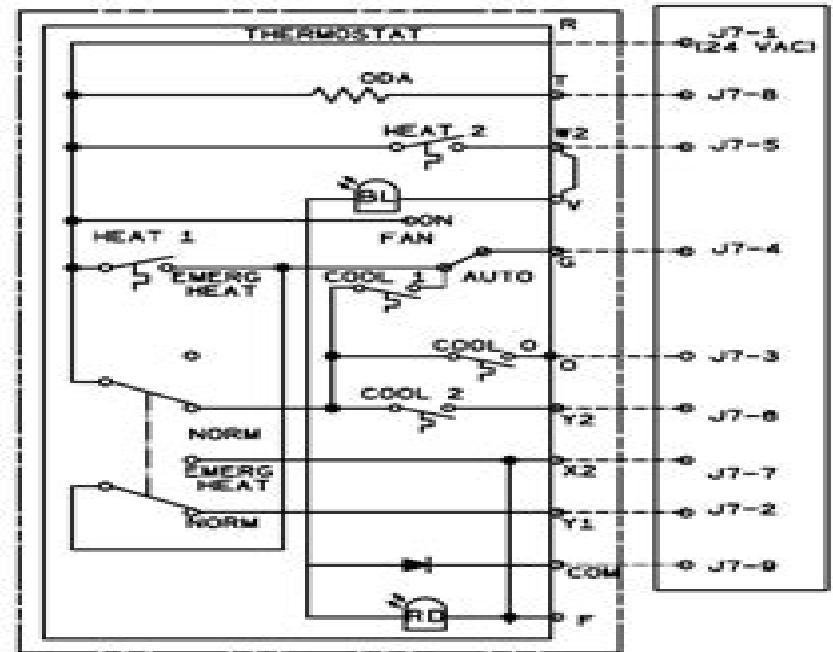 THERMOSTAT
R
J7-1
(24 VAC)
ODA
T
J7-8
HEAT 2
W2
J7-5
BL
V
ON
HEAT 1
FAN
G
J7-4
EMERG
HEAT
COOL 1
AUTO
COOL 0
O
J7-3
COOL 2
Y2
J7-6
NORM
EMERG
HEAT
X2
J7-7
NORM
Y1
J7-2
COM
J7-9
RD
F